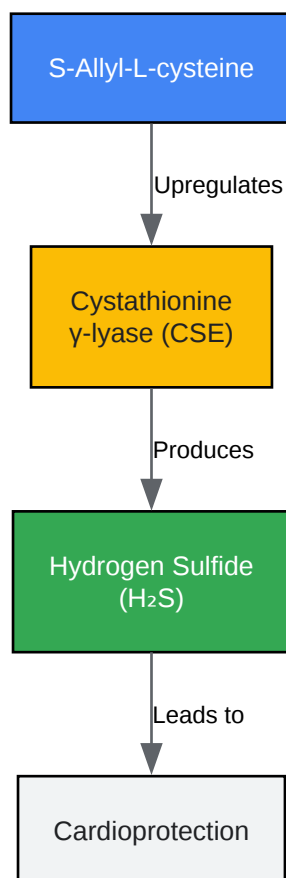 S-Allyl-L-cysteine
Upregulates
Cystathionine
γ-lyase (CSE)
Produces
Hydrogen Sulfide
(H₂S)
Leads to
Cardioprotection